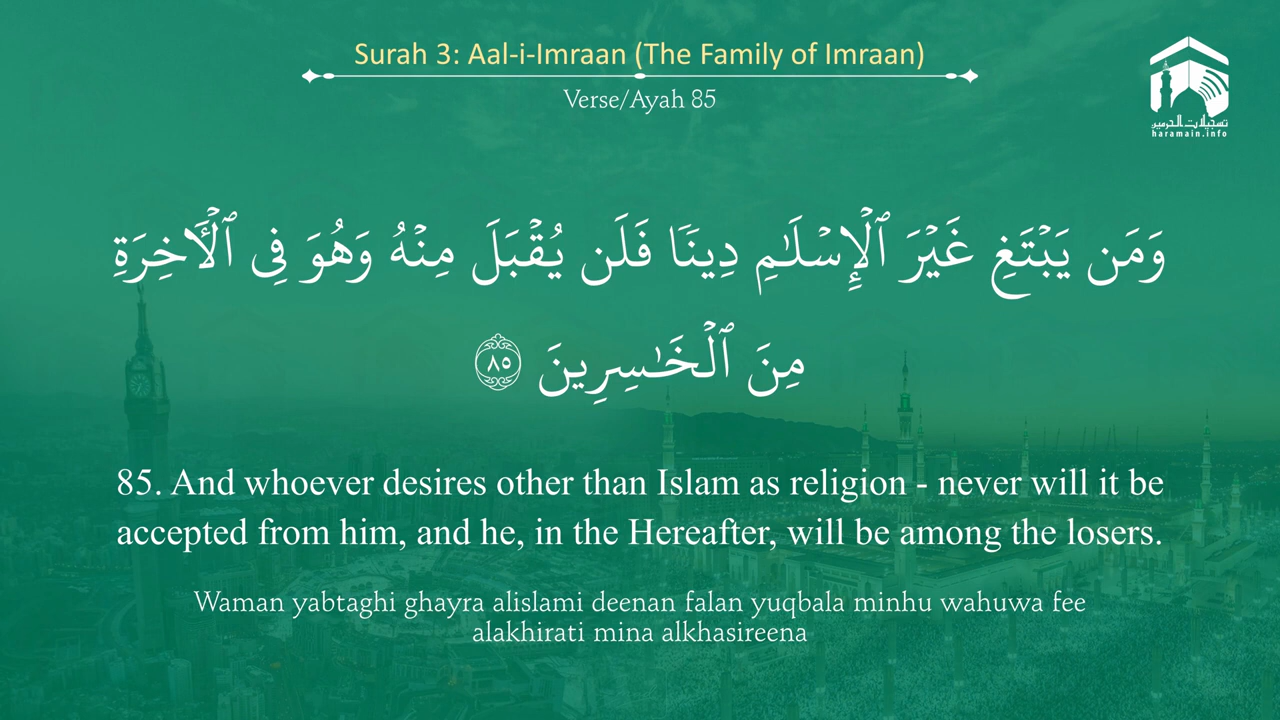 Surah 3: Aal-i-Imraan (The Family of Imraan)
Verse/Ayah 85
تسجيلات الحرمين
haramain.info
وَمَن يَبْتَغِ غَيْرَ ٱلْإِسْلَـٰمِ دِينًا فَلَن يُقْبَلَ مِنْهُ وَهُوَ فِى ٱلْـَٔاخِرَةِ
مِنَ ٱلْخَـٰسِرِينَ ٨٥
85. And whoever desires other than Islam as religion - never will it be
accepted from him, and he, in the Hereafter, will be among the losers.
Waman yabtaghi ghayra alislami deenan falan yuqbala minhu wahuwa fee
alakhirati mina alkhasireena